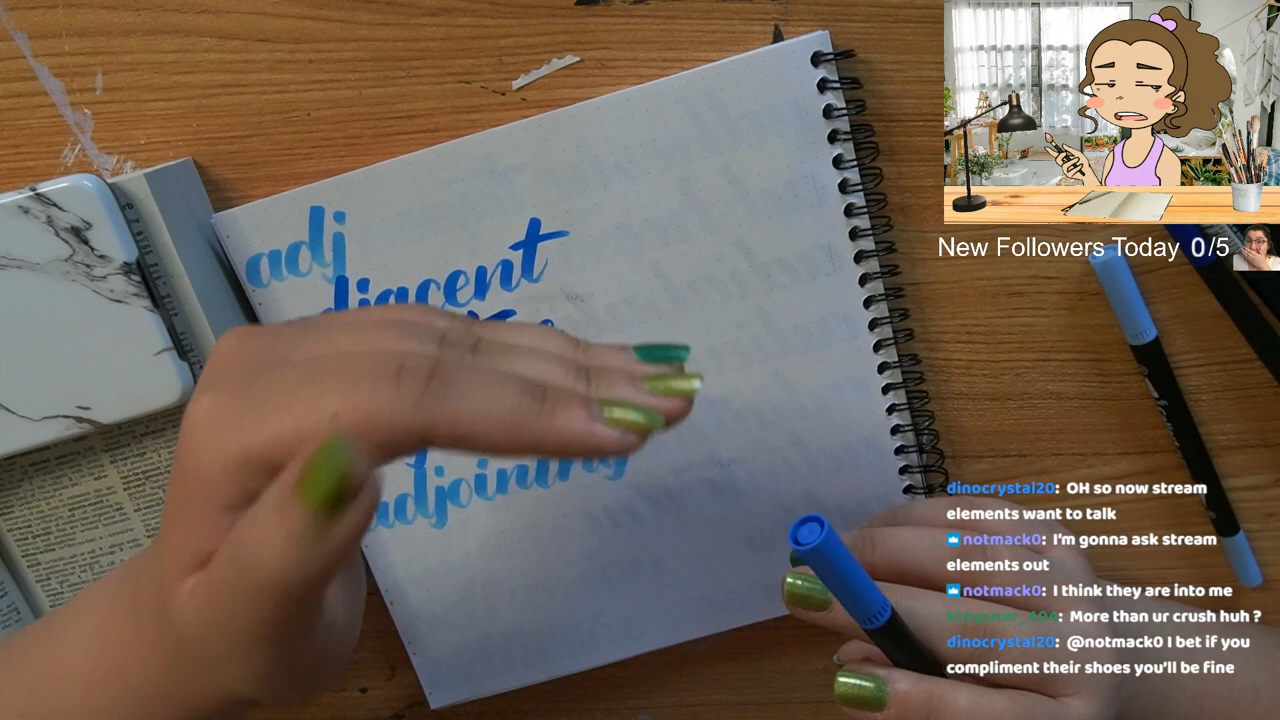 adj
djacent
adjoining
New Followers Today 0/5
dinocrystal20: OH so now stream
elements want to talk
notmack0: I'm gonna ask stream
elements out
notmack0: I think they are into me
More than ur crush huh ?
dinocrystal20: @notmack0 I bet if you
compliment their shoes you'll be fine